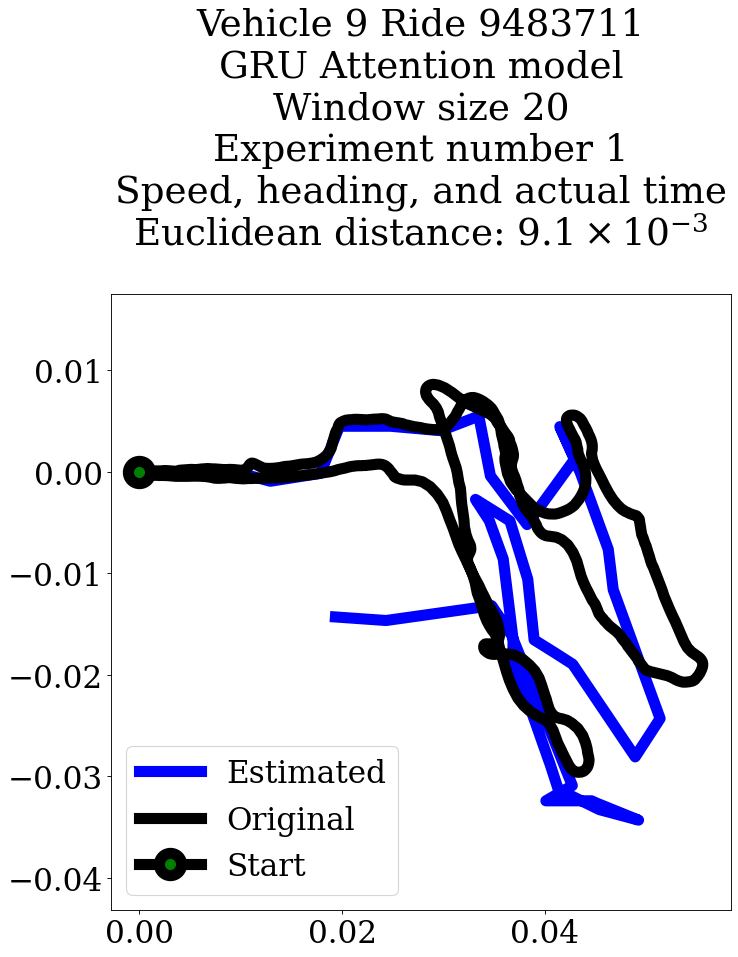 Vehicle 9 Ride 9483711
GRU Attention model
Window size 20
Experiment number 1
Speed, heading, and actual time
Euclidean distance: 9.1 × 10⁻³
0.01
0.00
−0.01
−0.02
−0.03
−0.04
Estimated
Original
Start
0.00 0.02 0.04